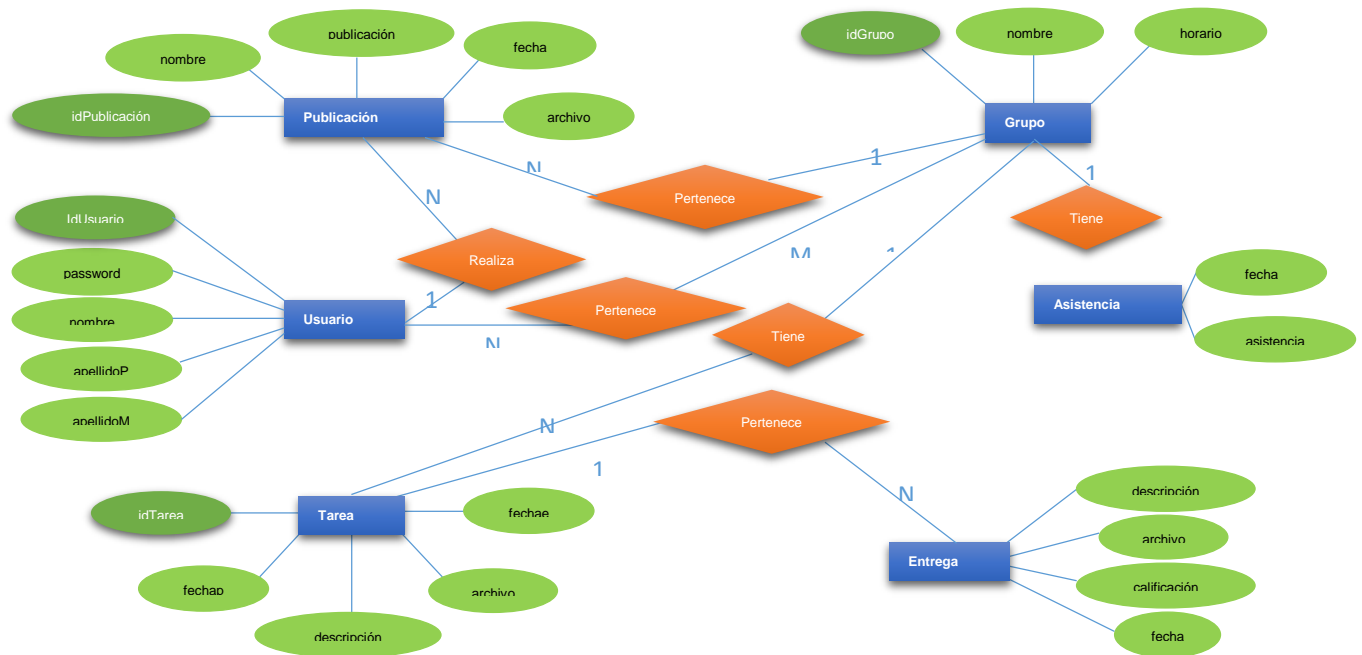 publicación
fecha
nombre
idPublicación
Publicación
archivo
idGrupo
nombre
horario
Grupo
1
N
Pertenece
1
Tiene
N
IdUsuario
password
nombre
apellidoP
apellidoM
Realiza
1
Usuario
M
1
Pertenece
N
Tiene
fecha
Asistencia
asistencia
N
Pertenece
1
N
idTarea
Tarea
fechae
fechap
archivo
descripción
Entrega
descripción
archivo
calificación
fecha